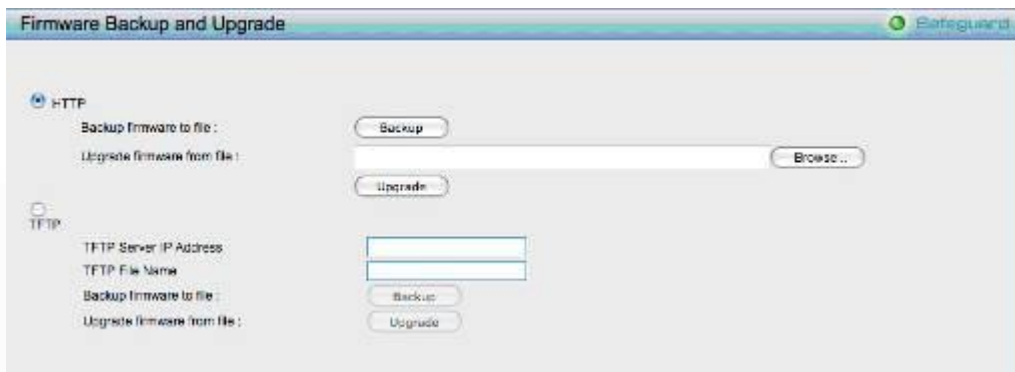 Firmware Backup and Upgrade Safeguard
HTTP
Backup firmware to file : Backup
Upgrade firmware from file : Browse...
Upgrade
TFTP
TFTP Server IP Address
TFTP File Name
Backup firmware to file : Backup
Upgrade firmware from file : Upgrade